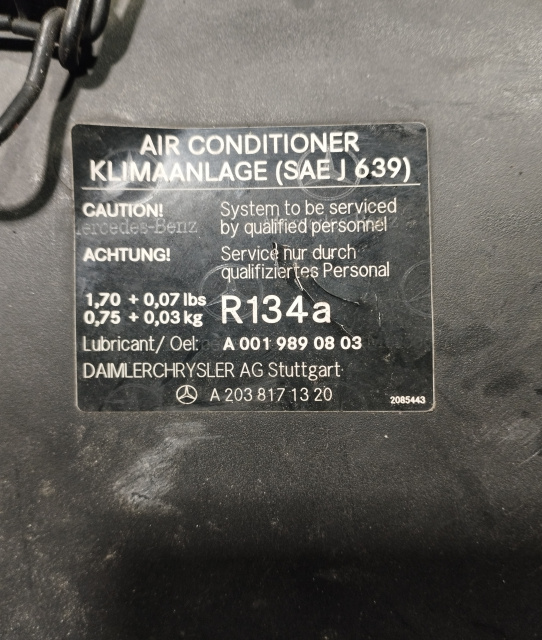 AIR CONDITIONER
KLIMAANLAGE (SAE J 639)
CAUTION! System to be serviced
by qualified personnel
ACHTUNG! Service nur durch
qualifiziertes Personal
1,70 + 0,07 lbs
0,75 + 0,03 kg R134a
Lubricant/ Oel: A 001 989 08 03
DAIMLERCHRYSLER AG Stuttgart
A 203 817 13 20 2085443